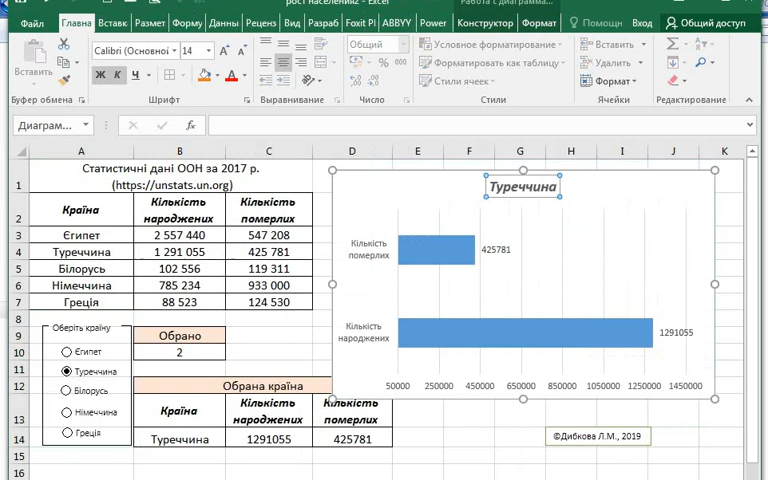 рост населения2 - Excel
Работа с диаграмма...
Файл
Главна
Вставк
Размет
Форму
Данны
Реценз
Вид
Разраб
Foxit PI
ABBYY
Power
Конструктор
Формат
Помощн
Вход
Общий доступ
Вставить
Calibri (Основної
14
Ж К Ч
Общий
Условное форматирование
Форматировать как таблицу
Стили ячеек
Вставить
Удалить
Формат
Буфер обмена
Шрифт
Выравнивание
Число
Стили
Ячейки
Редактирование
Диаграм...
fx
A B C D E F G H I J K
Статистичні дані ООН за 2017 р.
1 (https://unstats.un.org)
Країна
Кількість народжених
Кількість померлих
2
3 Єгипет 2 557 440 547 208
4 Туреччина 1 291 055 425 781
5 Білорусь 102 556 119 311
6 Німеччина 785 234 933 000
7 Греція 88 523 124 530
8
9 Обрано
10 2
11
12 Обрана країна
13 Країна Кількість народжених Кількість померлих
14 Туреччина 1291055 425781
15
16
Оберіть країну
Єгипет
Туреччина
Білорусь
Німеччина
Греція
Туреччина
Кількість
померлих
425781
Кількість
народжених
1291055
50000 250000 450000 650000 850000 1050000 1250000 1450000
©Дибкова Л.М., 2019